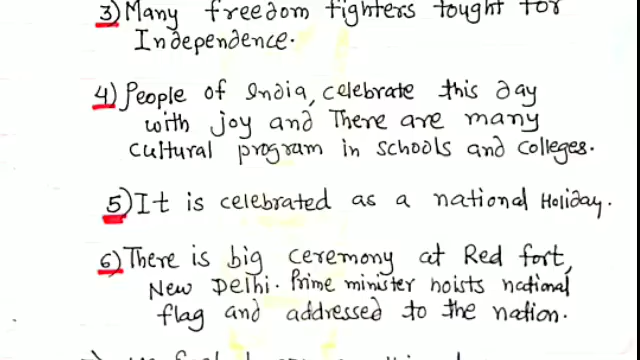 3) Many freedom fighters fought for
Independence.
4) People of India, celebrate this day
with joy and There are many
cultural program in schools and colleges.
5) It is celebrated as a national Holiday.
6) There is big ceremony at Red fort,
New Delhi. Prime minister hoists national
flag and addressed to the nation.